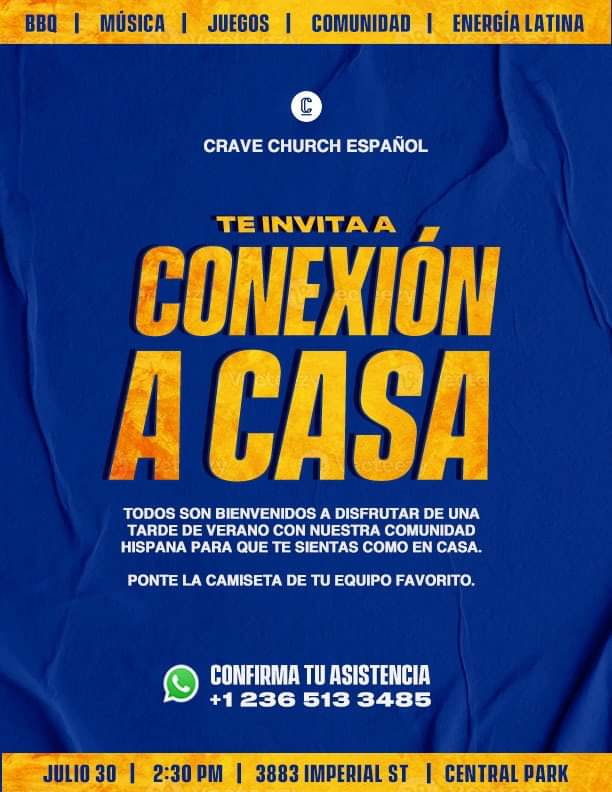 BBQ | MÚSICA | JUEGOS | COMUNIDAD | ENERGÍA LATINA
C
CRAVE CHURCH ESPAÑOL
TE INVITA A
CONEXIÓN
A CASA
TODOS SON BIENVENIDOS A DISFRUTAR DE UNA
TARDE DE VERANO CON NUESTRA COMUNIDAD
HISPANA PARA QUE TE SIENTAS COMO EN CASA.
PONTE LA CAMISETA DE TU EQUIPO FAVORITO.
CONFIRMA TU ASISTENCIA
+1 236 513 3485
JULIO 30 | 2:30 PM | 3883 IMPERIAL ST | CENTRAL PARK